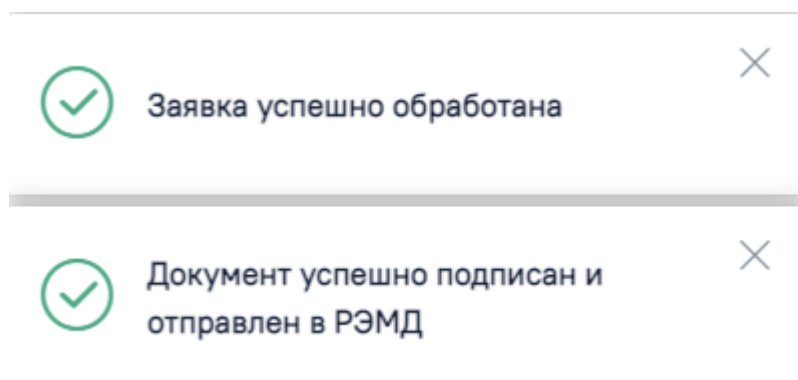 Заявка успешно обработана
Документ успешно подписан и
отправлен в РЭМД